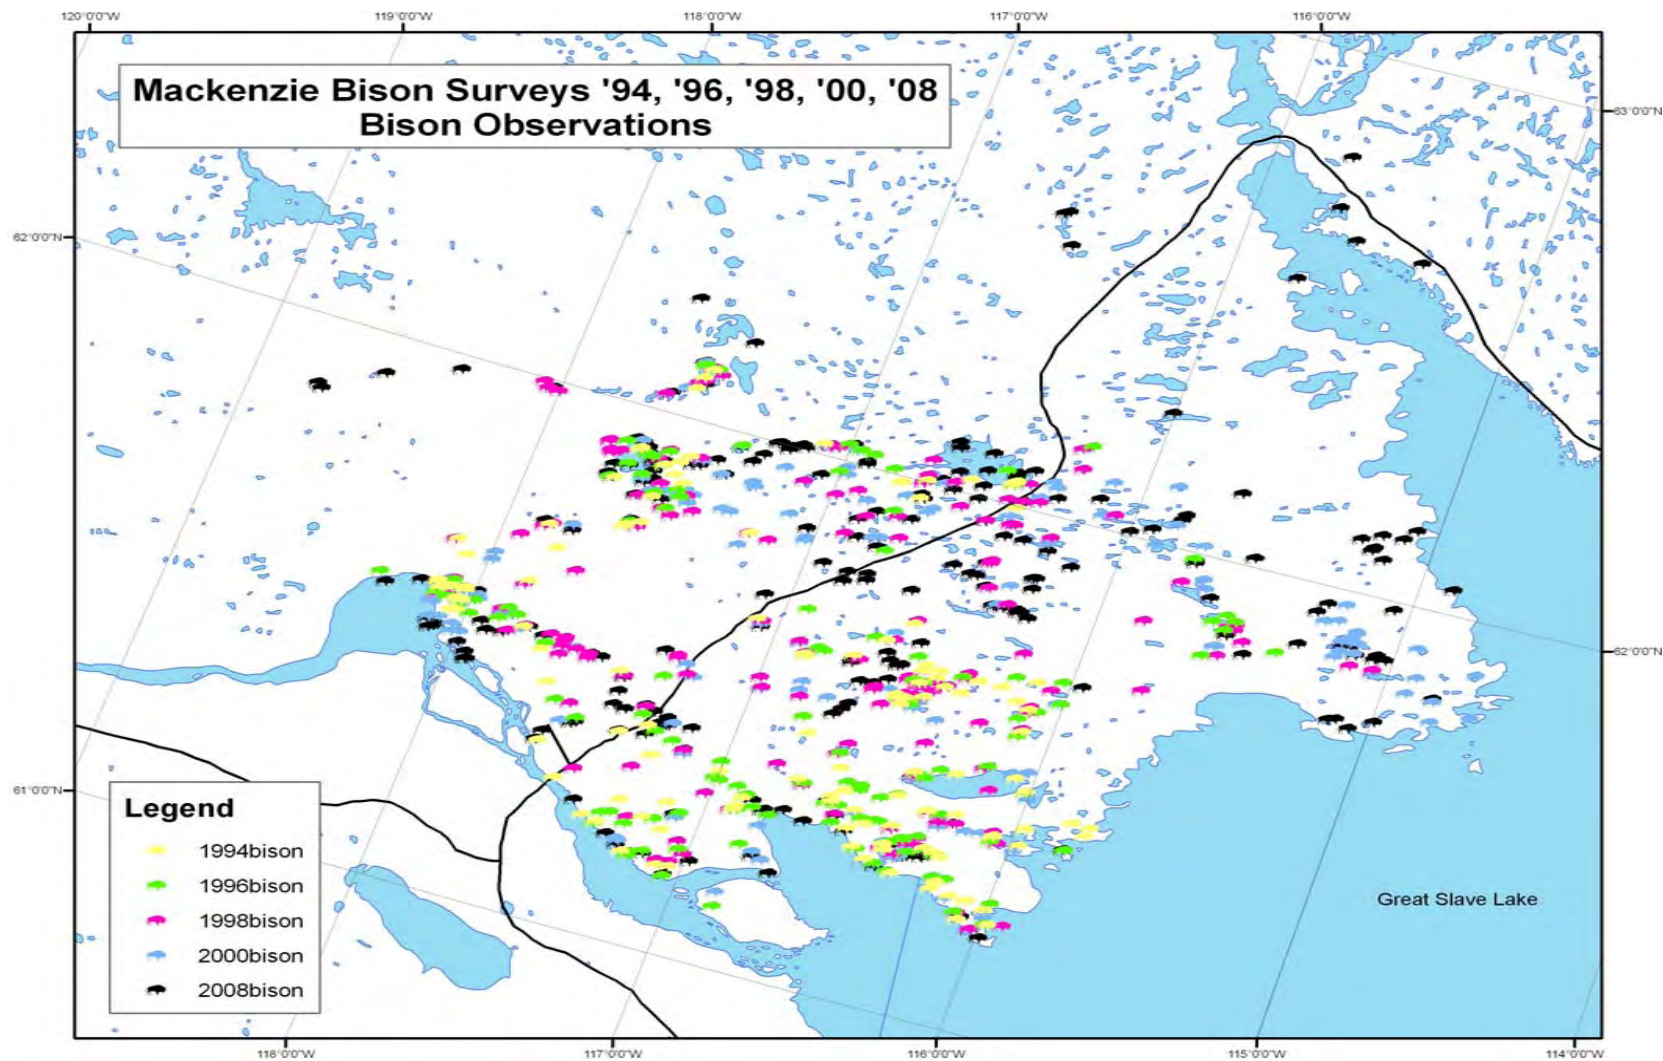 120°0'0"W 119°0'0"W 118°0'0"W 117°0'0"W 116°0'0"W
Mackenzie Bison Surveys '94, '96, '98, '00, '08
Bison Observations
63°0'0"N
62°0'0"N
62°0'0"N
61°0'0"N
Legend
1994bison
1996bison
1998bison
2000bison
2008bison
Great Slave Lake
118°0'0"W 117°0'0"W 116°0'0"W 115°0'0"W 114°0'0"W